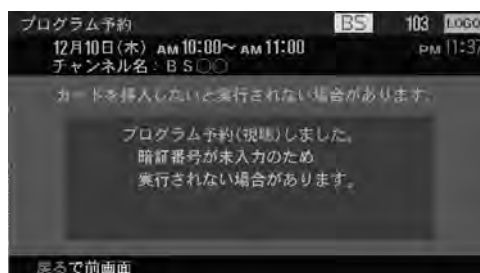 プログラム予約 BS 103 LOGO
12月10日(木) AM 10:00~ AM 11:00 PM 11:37
チャンネル名:BS○○
カードを挿入しないと実行されない場合があります。
プログラム予約(視聴)しました。
暗証番号が未入力のため
実行されない場合があります。
戻るで前画面